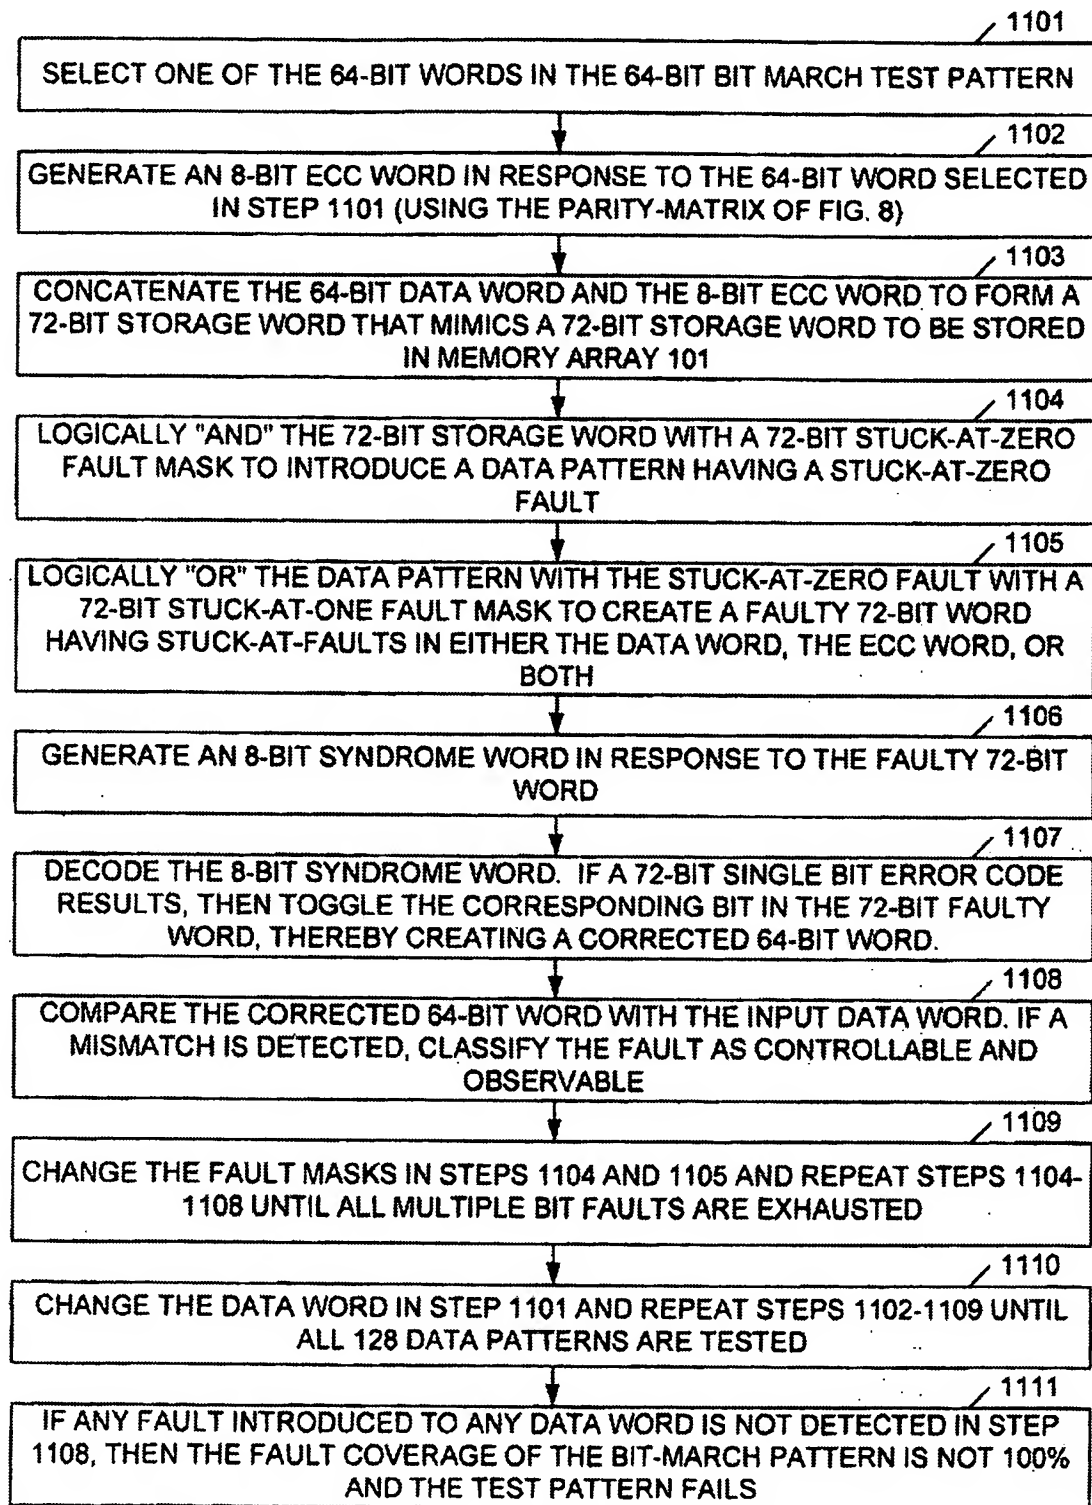 1101
SELECT ONE OF THE 64-BIT WORDS IN THE 64-BIT BIT MARCH TEST PATTERN
1102
GENERATE AN 8-BIT ECC WORD IN RESPONSE TO THE 64-BIT WORD SELECTED
IN STEP 1101 (USING THE PARITY-MATRIX OF FIG. 8)
1103
CONCATENATE THE 64-BIT DATA WORD AND THE 8-BIT ECC WORD TO FORM A
72-BIT STORAGE WORD THAT MIMICS A 72-BIT STORAGE WORD TO BE STORED
IN MEMORY ARRAY 101
1104
LOGICALLY "AND" THE 72-BIT STORAGE WORD WITH A 72-BIT STUCK-AT-ZERO
FAULT MASK TO INTRODUCE A DATA PATTERN HAVING A STUCK-AT-ZERO
FAULT
1105
LOGICALLY "OR" THE DATA PATTERN WITH THE STUCK-AT-ZERO FAULT WITH A
72-BIT STUCK-AT-ONE FAULT MASK TO CREATE A FAULTY 72-BIT WORD
HAVING STUCK-AT-FAULTS IN EITHER THE DATA WORD, THE ECC WORD, OR
BOTH
1106
GENERATE AN 8-BIT SYNDROME WORD IN RESPONSE TO THE FAULTY 72-BIT
WORD
1107
DECODE THE 8-BIT SYNDROME WORD. IF A 72-BIT SINGLE BIT ERROR CODE
RESULTS, THEN TOGGLE THE CORRESPONDING BIT IN THE 72-BIT FAULTY
WORD, THEREBY CREATING A CORRECTED 64-BIT WORD.
1108
COMPARE THE CORRECTED 64-BIT WORD WITH THE INPUT DATA WORD. IF A
MISMATCH IS DETECTED, CLASSIFY THE FAULT AS CONTROLLABLE AND
OBSERVABLE
1109
CHANGE THE FAULT MASKS IN STEPS 1104 AND 1105 AND REPEAT STEPS 1104-
1108 UNTIL ALL MULTIPLE BIT FAULTS ARE EXHAUSTED
1110
CHANGE THE DATA WORD IN STEP 1101 AND REPEAT STEPS 1102-1109 UNTIL
ALL 128 DATA PATTERNS ARE TESTED
1111
IF ANY FAULT INTRODUCED TO ANY DATA WORD IS NOT DETECTED IN STEP
1108, THEN THE FAULT COVERAGE OF THE BIT-MARCH PATTERN IS NOT 100%
AND THE TEST PATTERN FAILS